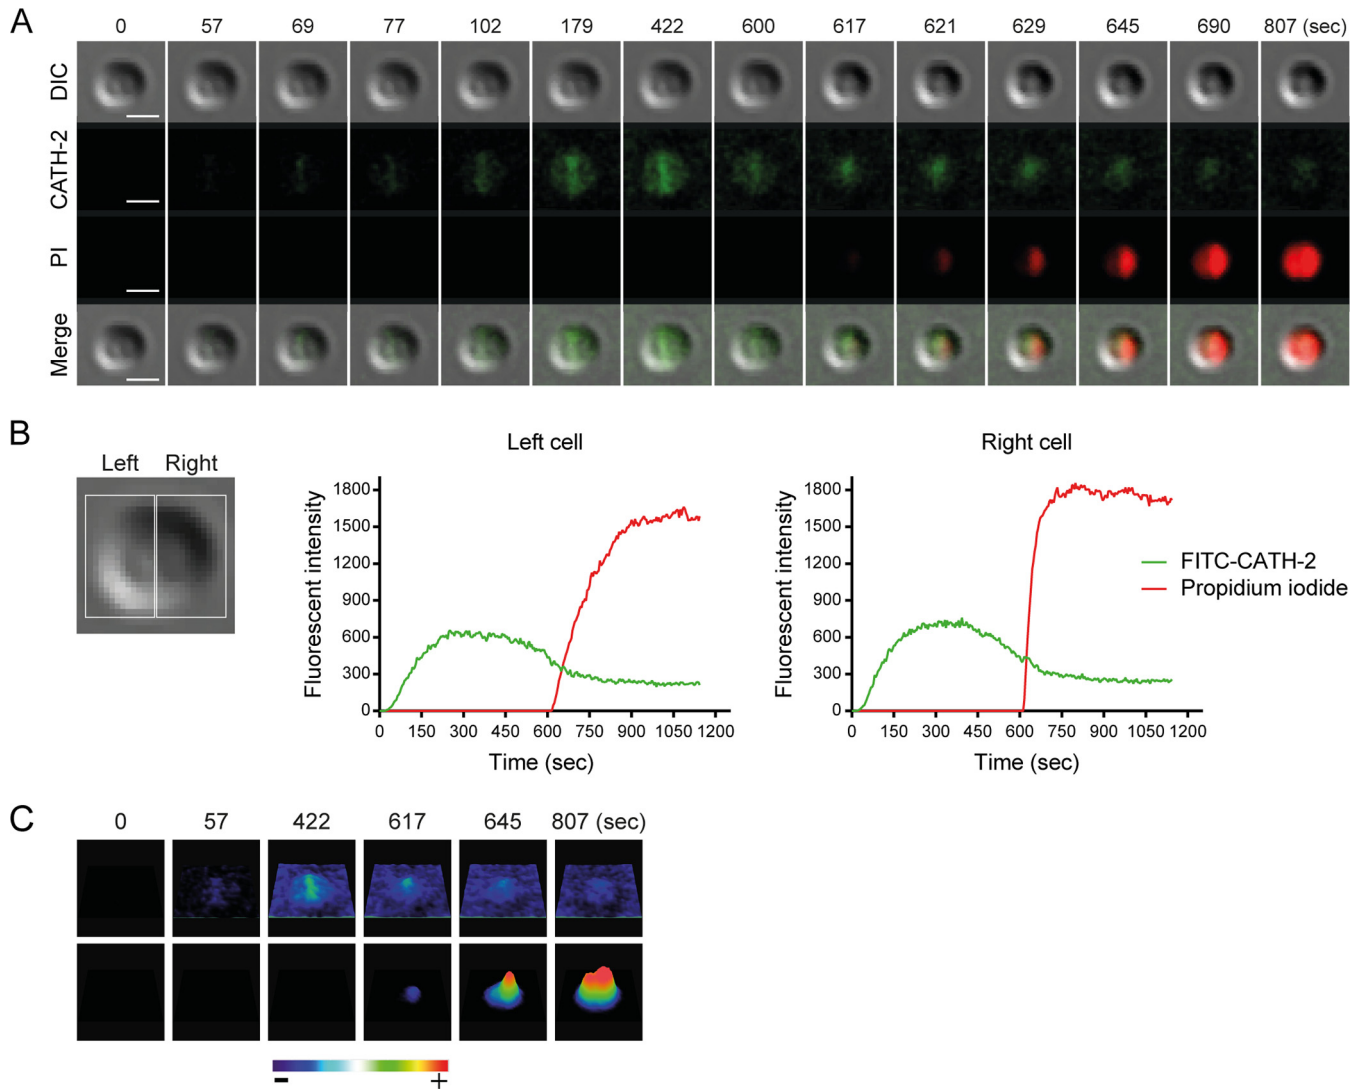 A
0 57 69 77 102 179 422 600 617 621 629 645 690 807 (sec)
DIC
CATH-2
PI
Merge
B
Left Right
Left cell
Fluorescent intensity
1800
1500
1200
900
600
300
0
0 150 300 450 600 750 900 1050 1200
Time (sec)
Right cell
Fluorescent intensity
1800
1500
1200
900
600
300
0
0 150 300 450 600 750 900 1050 1200
Time (sec)
FITC-CATH-2
Propidium iodide
C
0 57 422 617 645 807 (sec)
- +